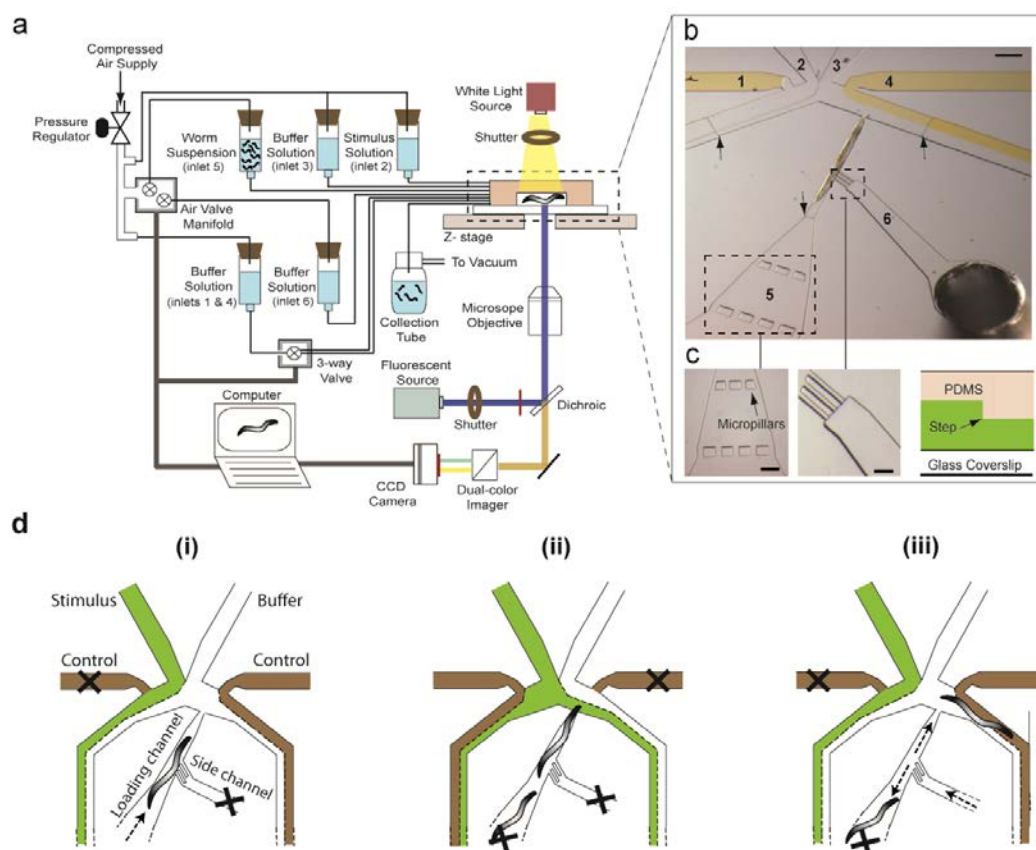 a
Compressed
Air Supply
Pressure
Regulator
Worm
Suspension
(inlet 5)
Buffer
Solution
(inlet 3)
Stimulus
Solution
(inlet 2)
White Light
Source
Shutter
Air Valve
Manifold
Z- stage
To Vacuum
Buffer
Solution
(inlets 1 & 4)
Buffer
Solution
(inlet 6)
Collection
Tube
Microsope
Objective
3-way
Valve
Fluorescent
Source
Shutter
Dichroic
Computer
CCD
Camera
Dual-color
Imager
b
1
2
3
4
5
6
c
Micropillars
PDMS
Step
Glass Coverslip
d
(i)
(ii)
(iii)
Stimulus
Buffer
Control
Control
Loading channel
Side channel